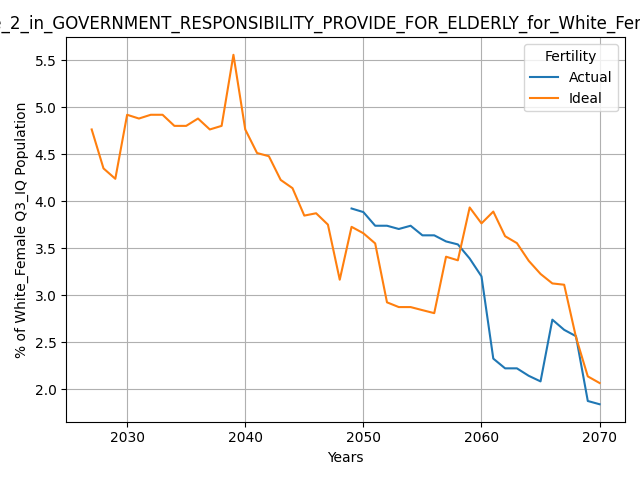 _2_in_GOVERNMENT_RESPONSIBILITY_PROVIDE_FOR_ELDERLY_for_White_Fe
Fertility
Actual
Ideal
5.5
5.0
4.5
4.0
3.5
3.0
2.5
2.0
% of White_Female Q3_IQ Population
2030 2040 2050 2060 2070
Years